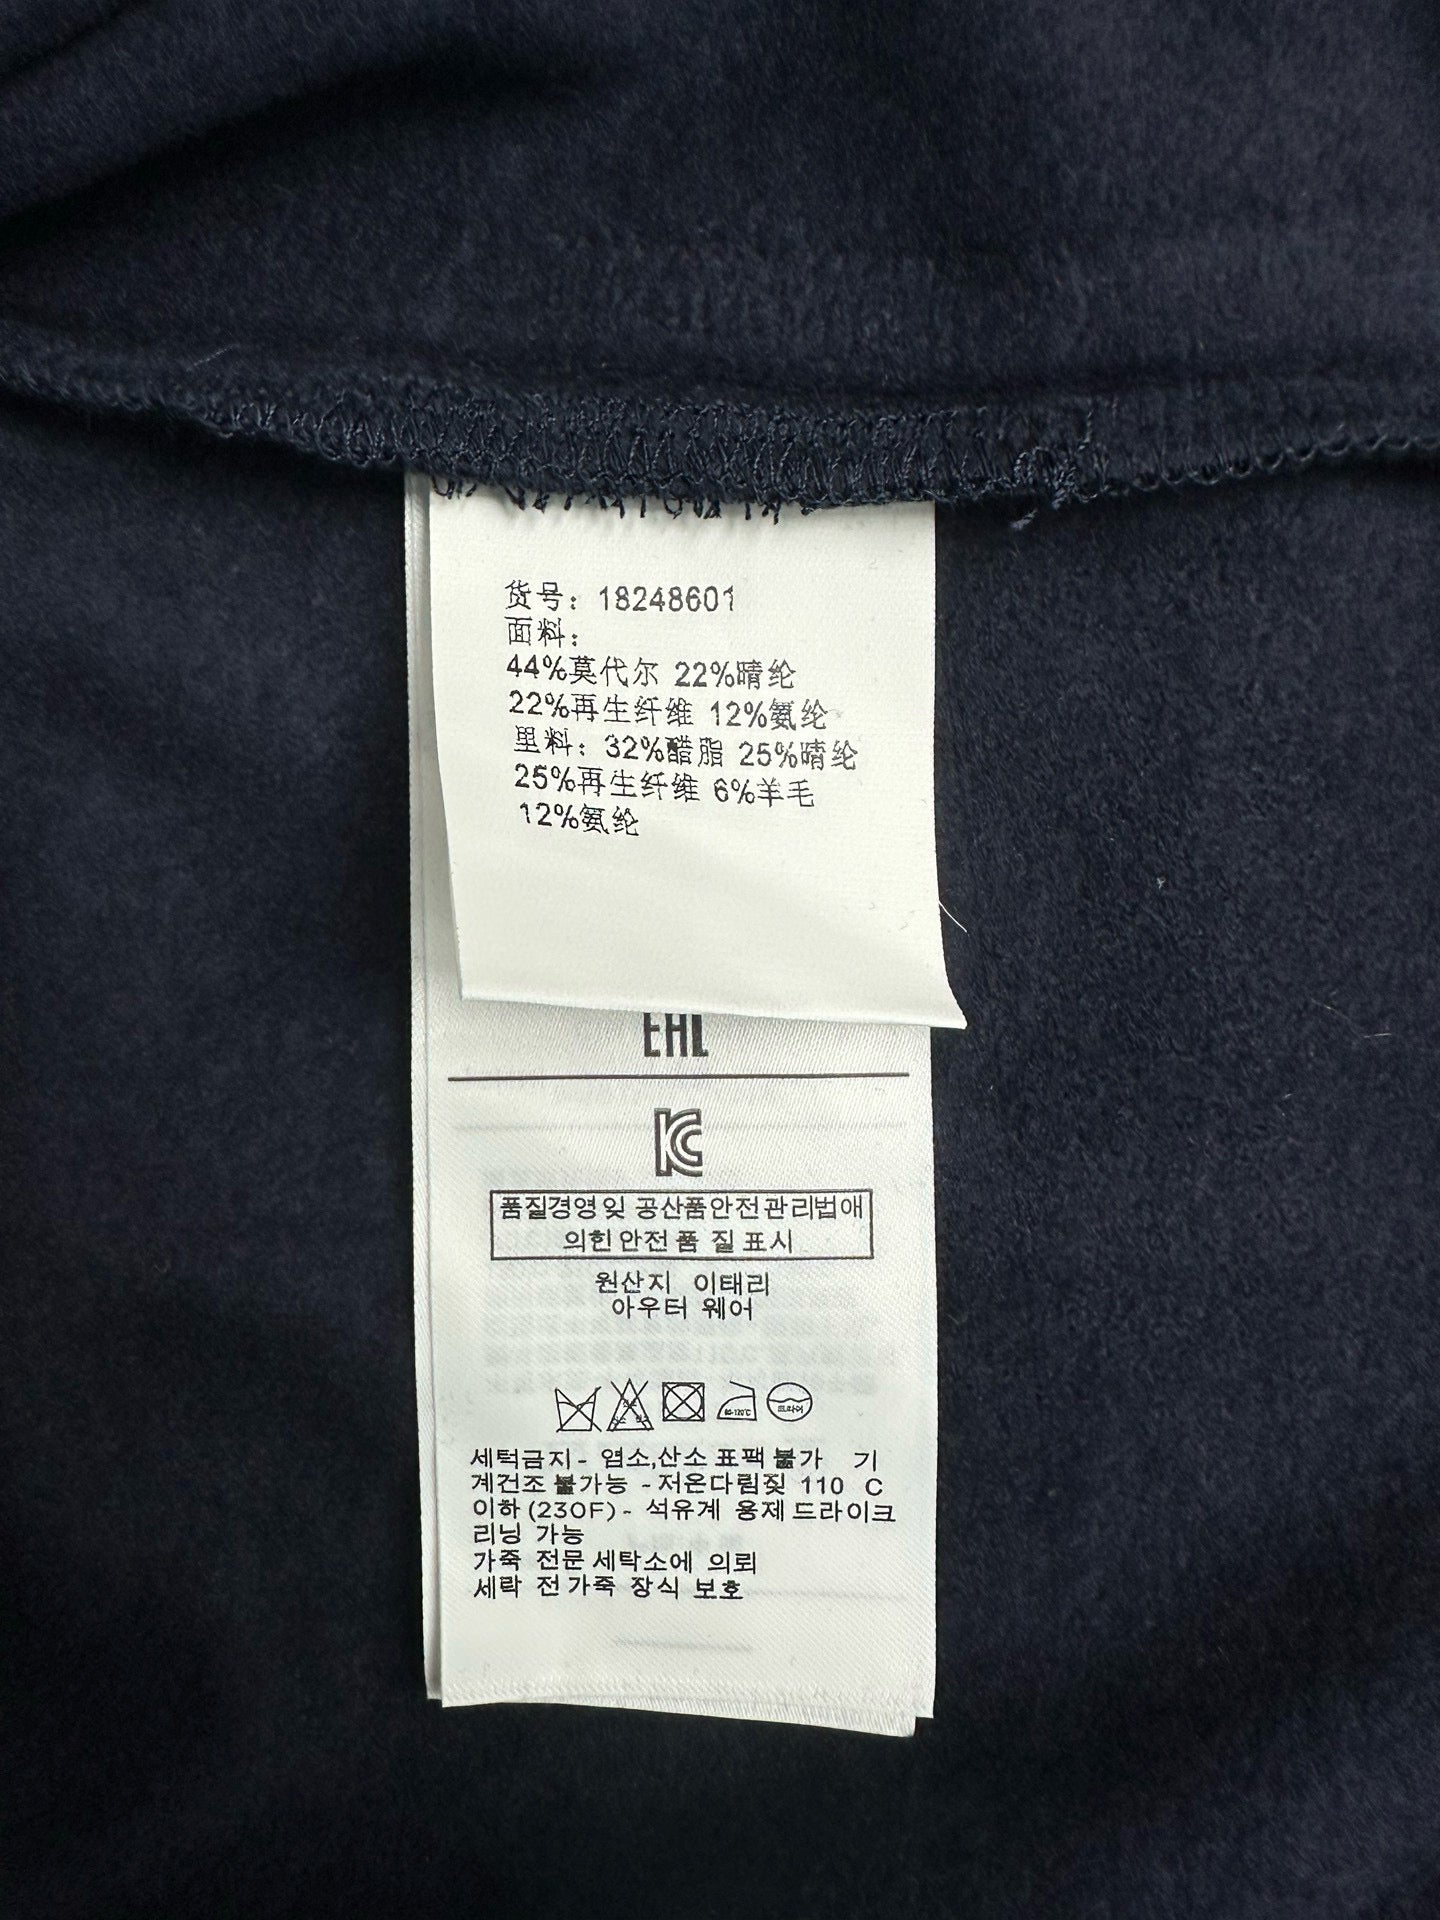 货号: 18248601
面料:
44%莫代尔 22%晴纶
22%再生纤维 12%氨纶
里料: 32%醋脂 25%晴纶
25%再生纤维 6%羊毛
12%氨纶
EAC
KC
품질경영잊 공산품안전관리법애
의힌안전품 질표시
원산지 이태리
아우터 웨어
80-120℃
세턱금지- 염소,산소 표팩 불가 기
계건조 불가능 -저온다림짖 110 C
이하 (230F)- 석유계 용제드라이크
리닝 가능
가죽 전문세탁소에 의뢰
세락 전가죽 장식 보호